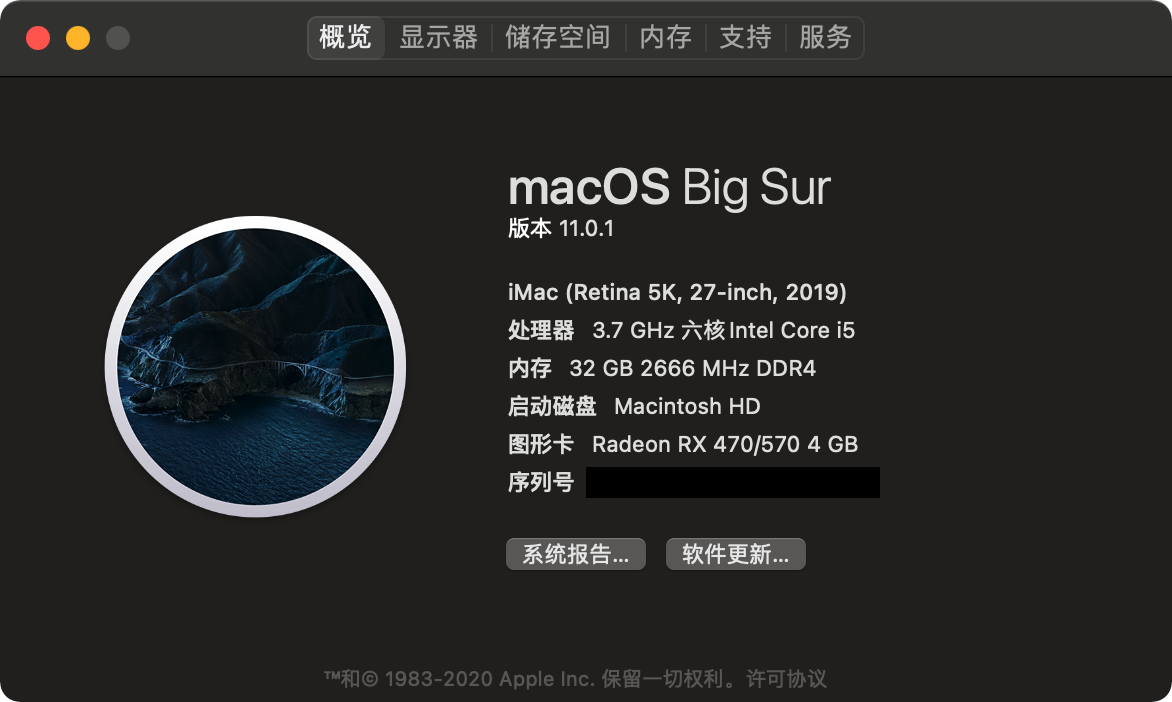 概览 显示器 储存空间 内存 支持 服务
macOS Big Sur
版本 11.0.1
iMac (Retina 5K, 27-inch, 2019)
处理器 3.7 GHz 六核Intel Core i5
内存 32 GB 2666 MHz DDR4
启动磁盘 Macintosh HD
图形卡 Radeon RX 470/570 4 GB
序列号
系统报告... 软件更新...
™和© 1983-2020 Apple Inc. 保留一切权利。许可协议